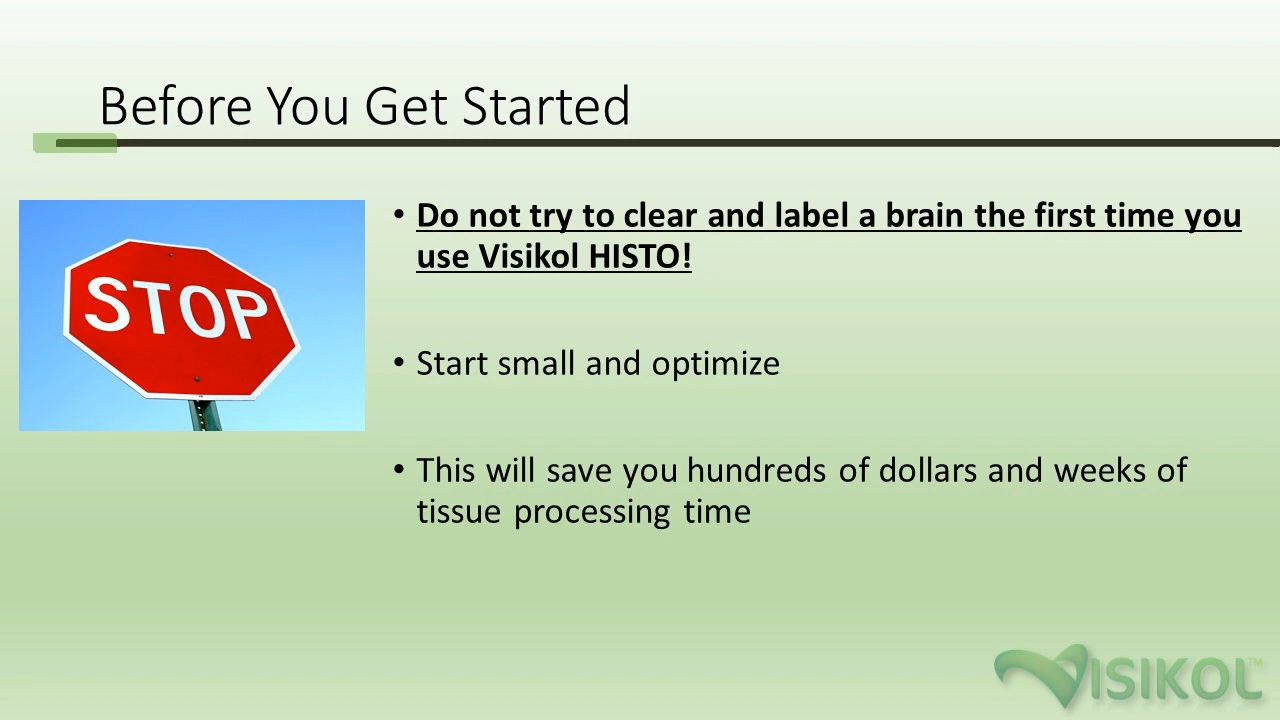 Before You Get Started
STOP
• Do not try to clear and label a brain the first time you
use Visikol HISTO!
• Start small and optimize
• This will save you hundreds of dollars and weeks of
tissue processing time
VISIKOL™